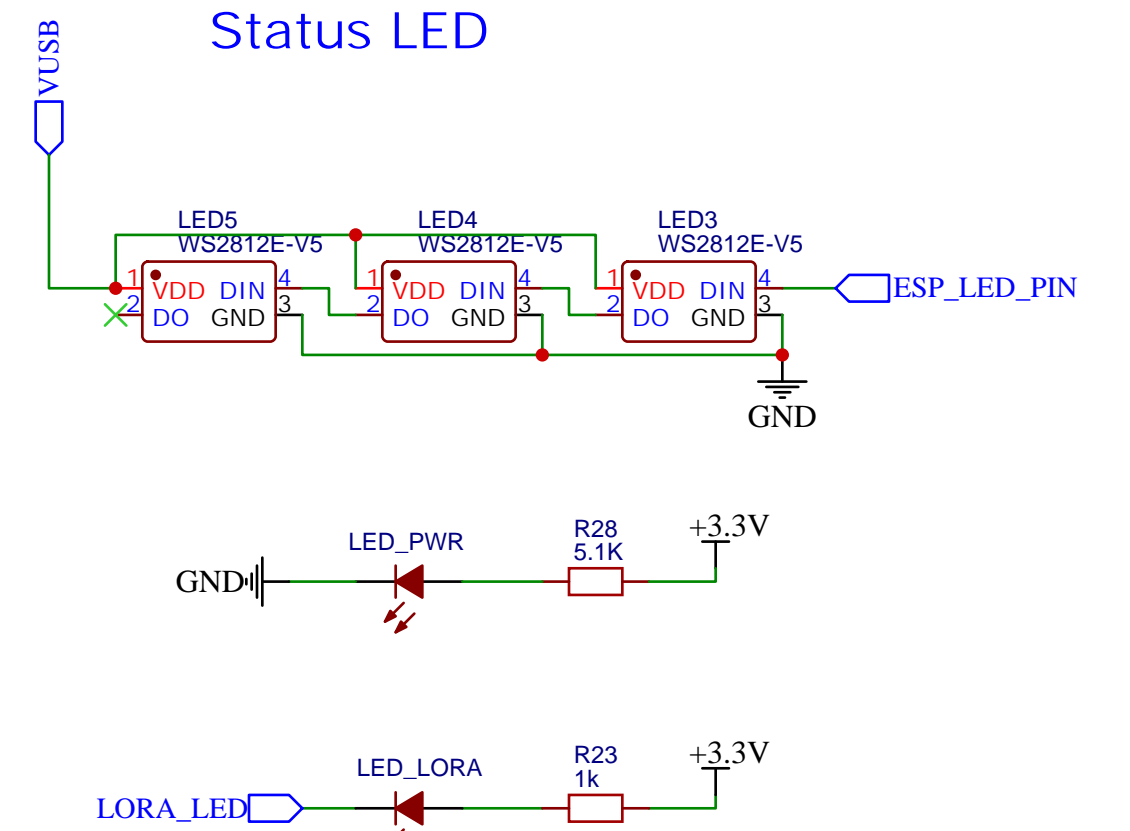 Status LED
VUSB
LED5
WS2812E-V5
LED4
WS2812E-V5
LED3
WS2812E-V5
1 VDD DIN 4
2 DO GND 3
1 VDD DIN 4
2 DO GND 3
1 VDD DIN 4
2 DO GND 3
ESP_LED_PIN
GND
LED_PWR
R28
5.1K
+3.3V
GND
LED_LORA
R23
1k
+3.3V
LORA_LED